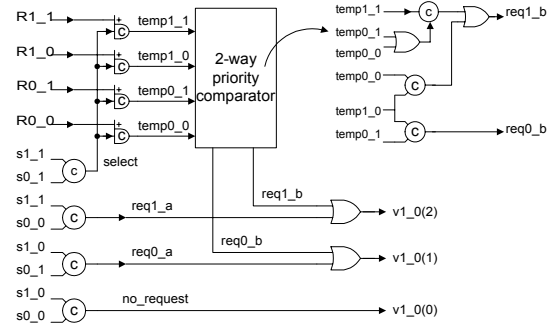 R1_1
+
C
temp1_1
R1_0
+
C
temp1_0
R0_1
+
C
temp0_1
R0_0
+
C
temp0_0
select
2-way
priority
comparator
temp1_1
C
req1_b
temp0_1
temp0_0
temp0_0
C
temp1_0
temp0_1
C
req0_b
s1_1
s0_1
C
s1_1
s0_0
C
req1_a
req1_b
v1_0(2)
s1_0
s0_1
C
req0_a
req0_b
v1_0(1)
s1_0
s0_0
C
no_request
v1_0(0)